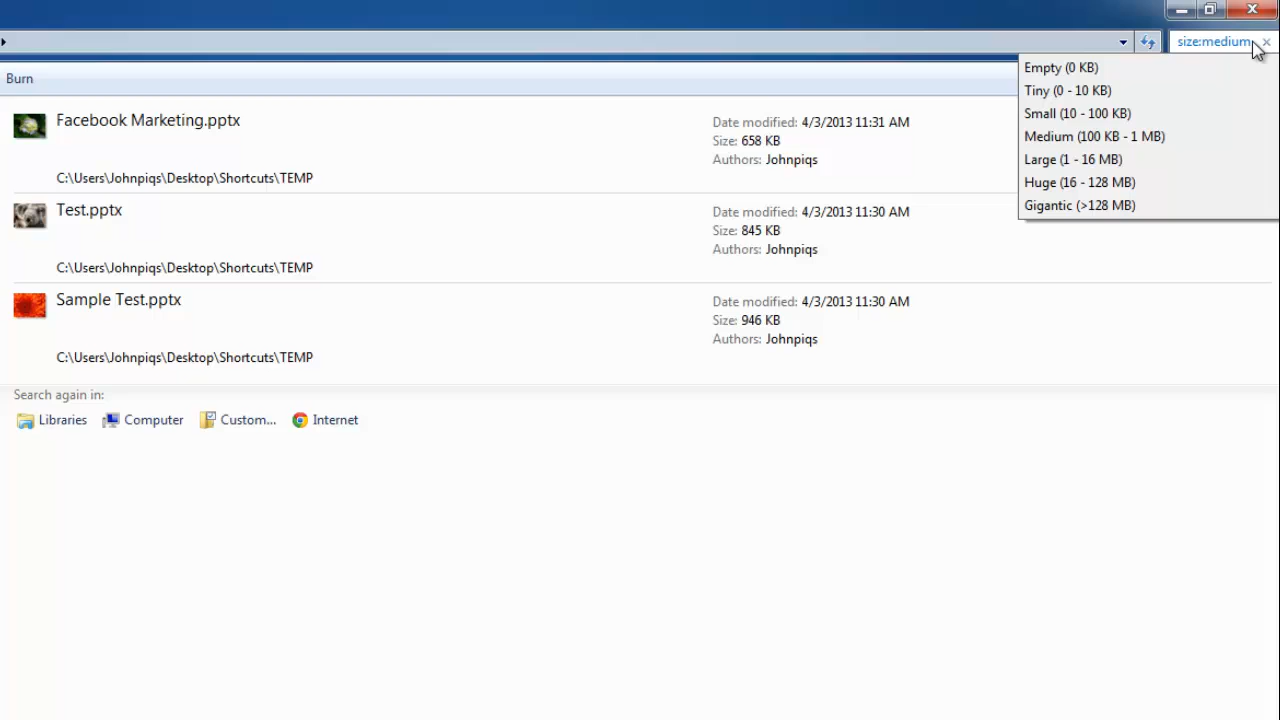 size:medium
Burn
Empty (0 KB)
Tiny (0 - 10 KB)
Small (10 - 100 KB)
Medium (100 KB - 1 MB)
Large (1 - 16 MB)
Huge (16 - 128 MB)
Gigantic (>128 MB)
Facebook Marketing.pptx
Date modified: 4/3/2013 11:31 AM
Size: 658 KB
Authors: Johnpiqs
C:\Users\Johnpiqs\Desktop\Shortcuts\TEMP
Test.pptx
Date modified: 4/3/2013 11:30 AM
Size: 845 KB
Authors: Johnpiqs
C:\Users\Johnpiqs\Desktop\Shortcuts\TEMP
Sample Test.pptx
Date modified: 4/3/2013 11:30 AM
Size: 946 KB
Authors: Johnpiqs
C:\Users\Johnpiqs\Desktop\Shortcuts\TEMP
Search again in:
Libraries Computer Custom... Internet